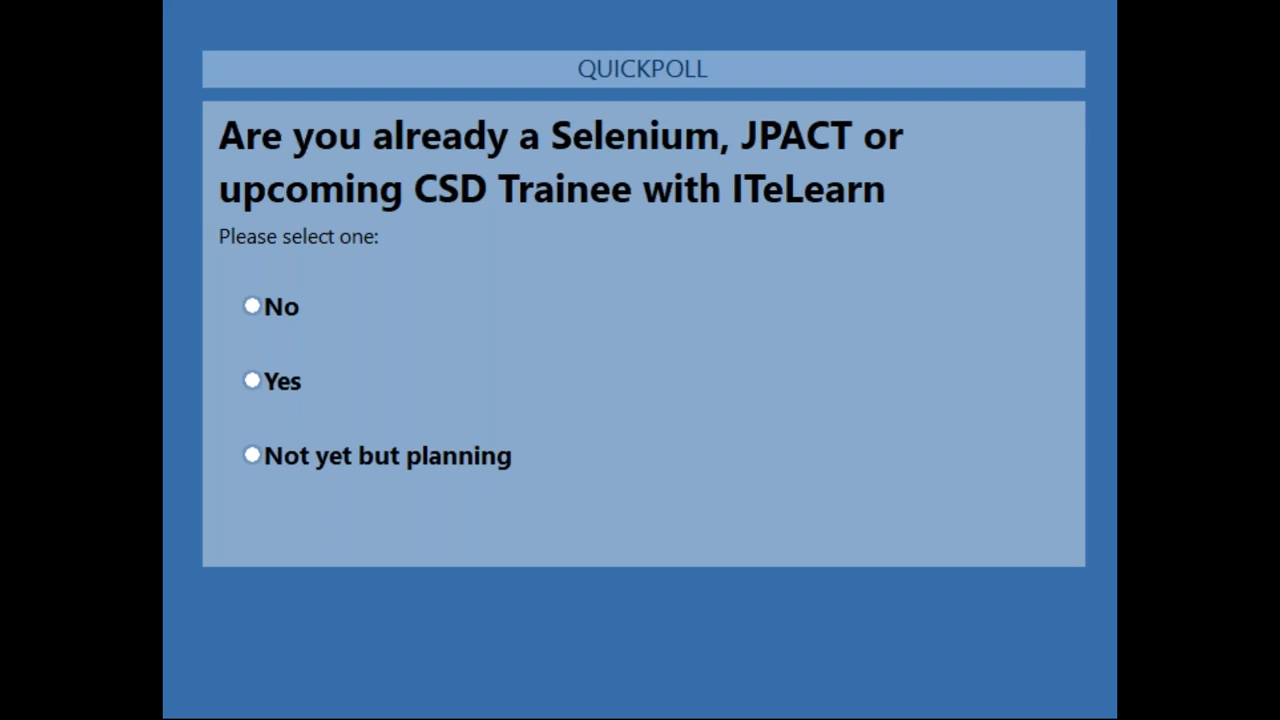 QUICKPOLL
Are you already a Selenium, JPACT or
upcoming CSD Trainee with ITeLearn
Please select one:
No
Yes
Not yet but planning